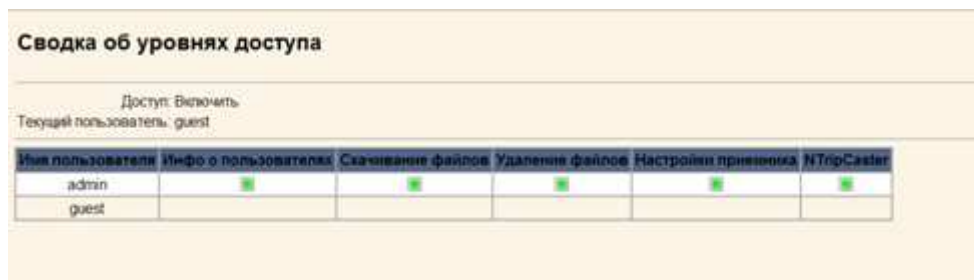 Сводка об уровнях доступа
Доступ: Включить
Текущий пользователь: guest
Имя пользователя Инфо о пользователях Скачивание файлов Удаление файлов Настройки приемника NTripCaster
admin
guest